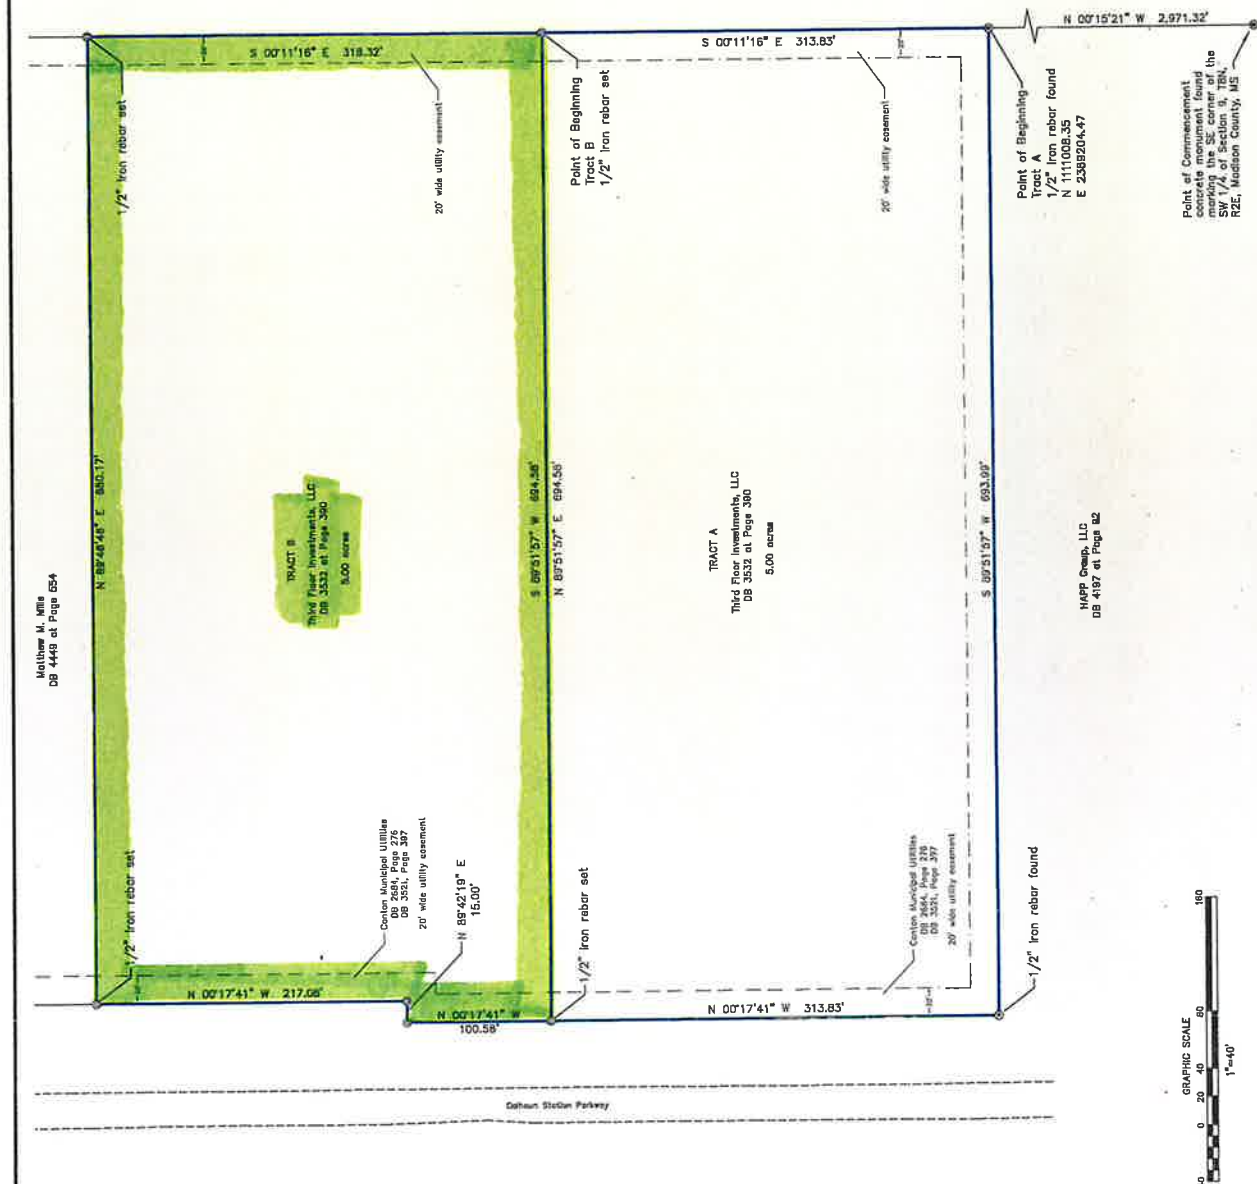 N 00°15'21" W 2,971.32'
S 00°11'16" E 318.32'
S 00°11'16" E 313.83'
1/2" Iron rebar set
20' wide utility easement
Point of Beginning
Tract B
1/2" Iron rebar set
20' wide utility easement
Point of Beginning
Tract A
1/2" Iron rebar found
N 1111008.35
E 2389204.47
Point of Commencement
concrete monument found
marking the SE corner of the
SW 1/4 of Section 9, T8N,
R2E, Madison County, MS
Matthew M. Mills
DB 4449 at Page 554
N 89°48'48" E 680.17'
TRACT B
Third Floor Investments, LLC
DB 3532 at Page 390
5.00 acres
S 89°51'57" W 694.58'
N 89°51'57" E 694.58'
TRACT A
Third Floor Investments, LLC
DB 3532 at Page 390
5.00 acres
S 89°51'57" W 693.99'
HAPP Group, LLC
DB 4197 at Page 82
1/2" Iron rebar set
Canton Municipal Utilities
DB 2684, Page 276
DB 3521, Page 397
20' wide utility easement
N 89°42'19" E
15.00'
1/2" Iron rebar set
Canton Municipal Utilities
DB 2684, Page 276
DB 3521, Page 397
20' wide utility easement
1/2" Iron rebar found
N 00°17'41" W 217.08'
N 00°17'41" W
100.58'
N 00°17'41" W 313.83'
Calhoun Station Parkway
GRAPHIC SCALE
0 20 40 80 160
1"=40'